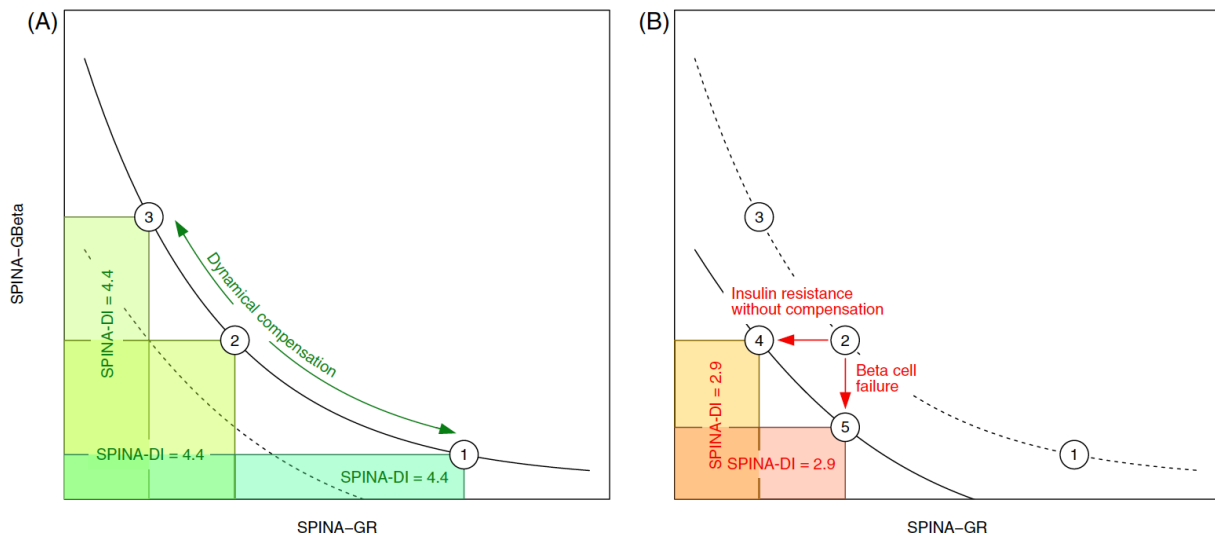 (A)
SPINA−GBeta
3
SPINA-DI = 4.4
Dynamical compensation
2
SPINA-DI = 4.4
1
SPINA-DI = 4.4
SPINA−GR
(B)
3
Insulin resistance
without compensation
4
2
Beta cell
failure
SPINA-DI = 2.9
5
SPINA-DI = 2.9
1
SPINA−GR